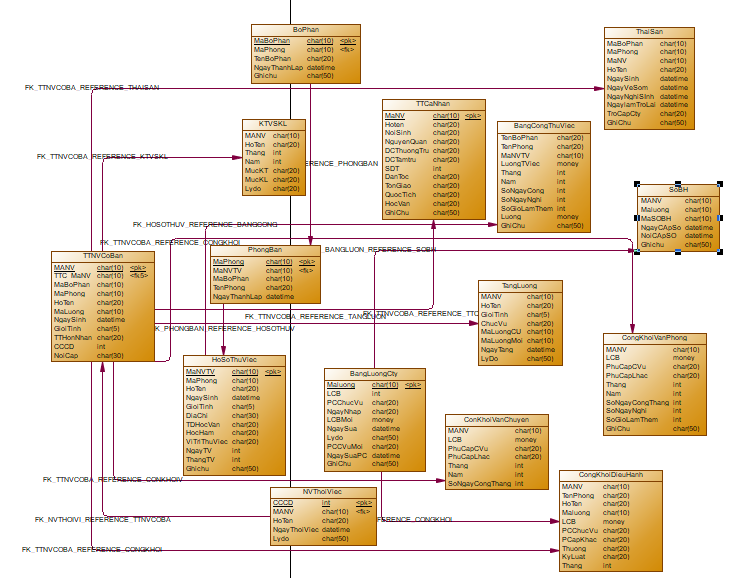 BoPhan
MaBoPhan char(10) <pk>
MaPhong char(10) <fk>
TenBoPhan char(20)
NgayThanhLap datetime
Ghichu char(50)
ThaiSan
MaBoPhan char(10)
MaPhong char(10)
MaNV char(10)
HoTen char(20)
NgaySinh datetime
NgayVeSom datetime
NgayNghiSinh datetime
NgaylamTroLai datetime
TroCapCty char(20)
GhiChu char(50)
FK_TTNVCOBA_REFERENCE_THAISAN
KTVSKL
MANV char(10)
HoTen char(20)
Thang int
Nam int
MucKT char(20)
MucKL char(20)
Lydo char(20)
FK_TTNVCOBA_REFERENCE_KTVSKL
ERENCE_PHONGBAN
TTCaNhan
MaNV char(10) <pk>
Hoten char(20)
NoiSinh char(20)
NguyenQuan char(20)
DCThuongTru char(20)
DCTamtru char(20)
SDT int
DanToc char(20)
TonGiao char(20)
QuocTich char(20)
HocVan char(20)
GhiChu char(50)
BangCongThuViec
TenBoPhan char(20)
TenPhong char(20)
MaNVTV char(10)
LuongTViec money
Thang int
Nam int
SoNgayCong int
SoNgayNghi int
SoGioLamThem int
Luong money
GhiChu char(50)
SoBH
MANV char(10)
Maluong char(10)
MaSOBH char(10)
NgayCApSo datetime
NoiCApSO datetime
Ghichu char(50)
FK_HOSOTHUV_REFERENCE_BANGCONG
FK_TTNVCOBA_REFERENCE_CONGKHOI
BANGLUON_REFERENCE_SOBH
TTNVCoBan
MANV char(10) <pk>
TTC_MaNV char(10) <fk5>
MaBoPhan char(10)
MaPhong char(10)
HoTen char(20)
MaLuong char(10)
NgaySinh datetime
GioiTinh char(5)
TTHonNhan char(20)
CCCD int
NoiCap char(30)
PhongBan
MaPhong char(10) <pk>
MaNVTV char(10) <fk>
MaBoPhan char(10)
TenPhong char(20)
NgayThanhLap datetime
TangLuong
MANV char(10)
HoTen char(20)
GioiTinh char(5)
ChucVu char(20)
MaLuongCU char(10)
MaLuongMoi char(10)
NgayTang datetime
LyDo char(50)
FK_TTNVCOBA_REFERENCE_TTC
K_PHONGBAN_REFERENCE_HOSOTHUV
CongKhoiVanPhong
MANV char(10)
LCB money
PhuCapCVu char(20)
PhuCapLhac char(20)
Thang int
Nam int
SoNgayCongThang int
SoNgayNghi int
SoGioLamThem int
GhiChu char(50)
HoSoThuViec
MaNVTV char(10) <pk>
MaPhong char(10)
HoTen char(20)
NgaySinh datetime
GioiTinh char(5)
DiaChi char(30)
TDHocVan char(20)
HocHam char(20)
ViTriThuViec char(20)
NgayTV int
ThangTV int
Ghichu char(50)
BangLuongCty
Maluong char(10) <pk>
LCB int
PCChucVu char(20)
NgayNhap char(20)
LCBMoi money
NgaySua datetime
Lydo char(50)
PCCVuMoi char(20)
NgaySuaPC datetime
GhiChu char(50)
ConKhoiVanChuyen
MANV char(10)
LCB money
PhuCapCVu char(20)
PhuCapLhac char(20)
Thang int
Nam int
SoNgayCongThang int
FK_TTNVCOBA_REFERENCE_CONKHOIV
CongKhoiDieuHanh
MANV char(10)
TenPhong char(20)
HoTen char(20)
Maluong char(10)
LCB money
PCChucVu char(20)
PCapKhac char(20)
Thuong char(20)
KyLuat char(20)
Thang int
NVThoiViec
CCCD int <pk>
MANV char(10) <fk>
HoTen char(20)
NgayThoiViec datetime
Lydo char(50)
FK_NVTHOIVI_REFERENCE_TTNVCOBA
FERENCE_CONGKHOI
FK_TTNVCOBA_REFERENCE_CONGKHOI